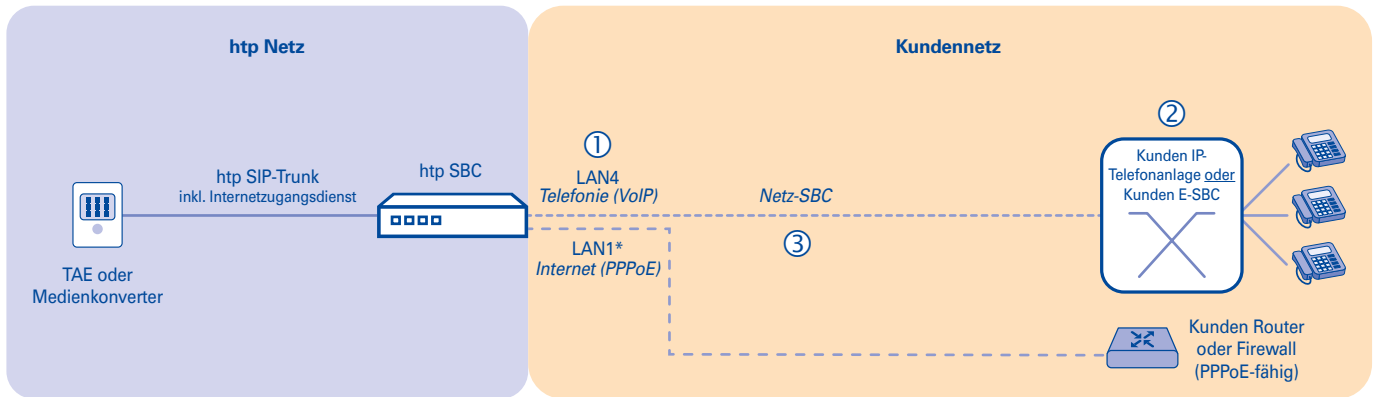 htp Netz
Kundennetz
htp SIP-Trunk
inkl. Internetzugangsdienst
htp SBC
TAE oder
Medienkonverter
1
LAN4
Telefonie (VoIP)
LAN1*
Internet (PPPoE)
Netz-SBC
3
2
Kunden IP-
Telefonanlage oder
Kunden E-SBC
Kunden Router
oder Firewall
(PPPoE-fähig)